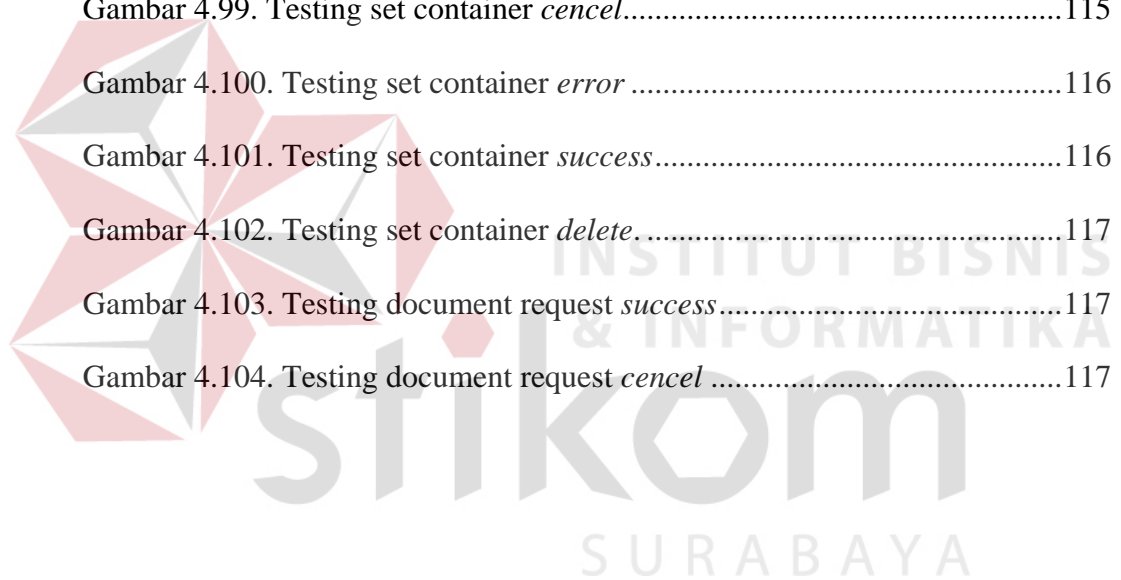 Gambar 4.99. Testing set container cencel.............................................................115
Gambar 4.100. Testing set container error ............................................................116
Gambar 4.101. Testing set container success.........................................................116
Gambar 4.102. Testing set container delete. ..........................................................117
INSTITUT BISNIS
Gambar 4.103. Testing document request success.................................................117
& INFORMATIKA
Gambar 4.104. Testing document request cencel ..................................................117
stikom
SURABAYA